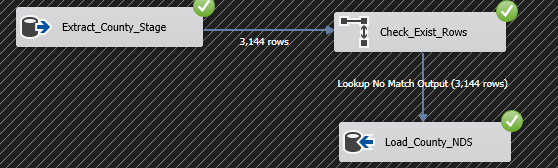 Extract_County_Stage
3,144 rows
Check_Exist_Rows
Lookup No Match Output (3,144 rows)
Load_County_NDS